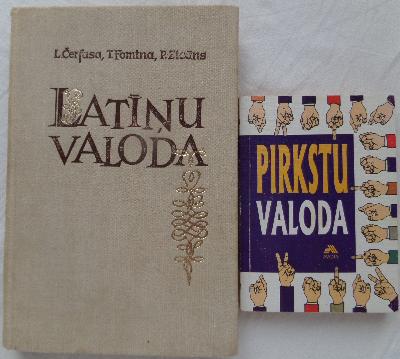 L. Čerfasa, T. Fomina, P. Zicāns
LATĪŅU
VALODA
PIRKSTU
VALODA